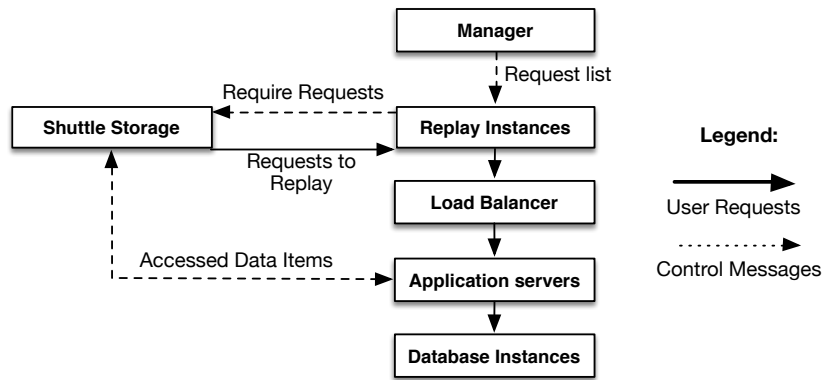 Manager
Request list
Require Requests
Shuttle Storage
Replay Instances
Requests to
Replay
Legend:
Load Balancer
User Requests
Accessed Data Items
Application servers
Control Messages
Database Instances